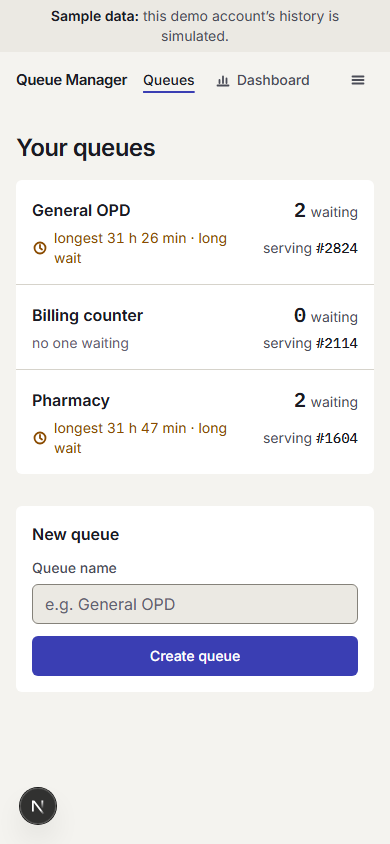 Sample data: this demo account’s history is
simulated.
Queue Manager Queues Dashboard
Your queues
General OPD 2 waiting
longest 31 h 26 min · long
wait
serving #2824
Billing counter 0 waiting
no one waiting serving #2114
Pharmacy 2 waiting
longest 31 h 47 min · long
wait
serving #1604
New queue
Queue name
e.g. General OPD
Create queue
N